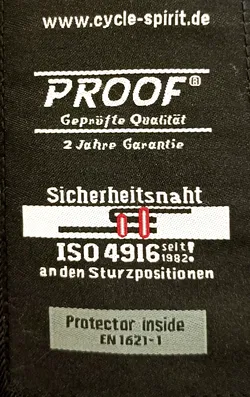 www.cycle-spirit.de
PROOF®
Geprüfte Qualität
2 Jahre Garantie
Sicherheitsnaht
ISO 4916 seit 1982!
an den Sturzpositionen
Protector inside
EN 1621-1